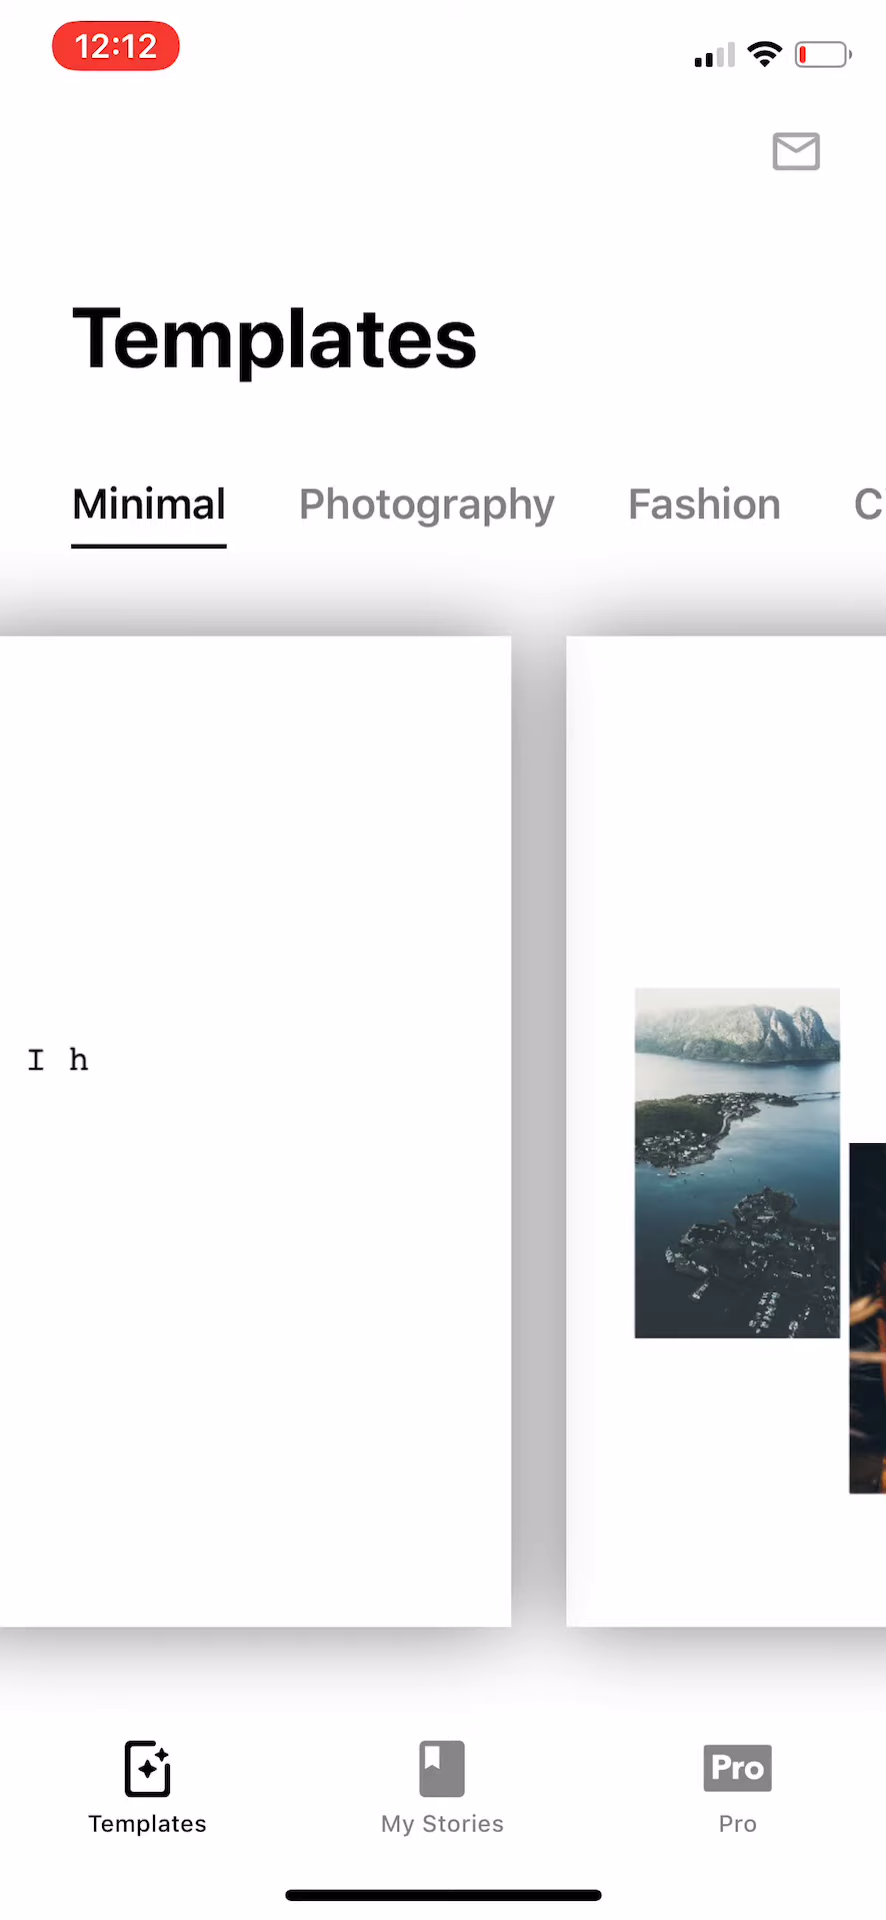 12:12
Templates
Minimal Photography Fashion
I h
Pro
Templates My Stories Pro